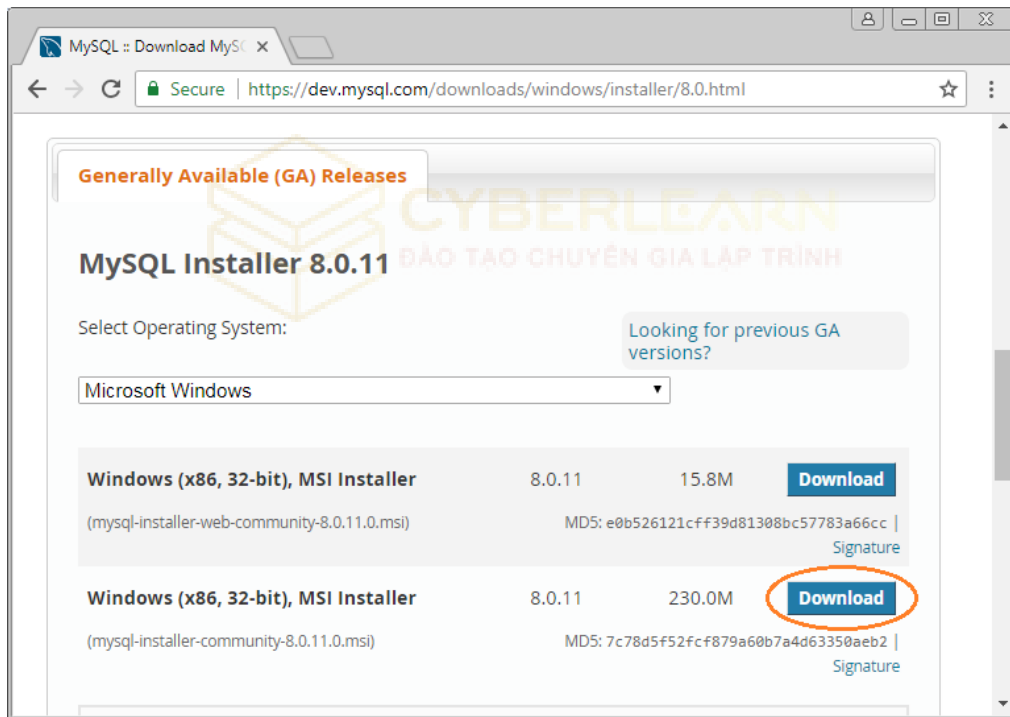 MySQL :: Download MySQ
Secure | https://dev.mysql.com/downloads/windows/installer/8.0.html
Generally Available (GA) Releases
CYBERLEARN
ĐÀO TẠO CHUYÊN GIA LẬP TRÌNH
MySQL Installer 8.0.11
Select Operating System:
Looking for previous GA
versions?
Microsoft Windows
Windows (x86, 32-bit), MSI Installer 8.0.11 15.8M Download
(mysql-installer-web-community-8.0.11.0.msi) MD5: e0b526121cff39d81308bc57783a66cc |
Signature
Windows (x86, 32-bit), MSI Installer 8.0.11 230.0M Download
(mysql-installer-community-8.0.11.0.msi) MD5: 7c78d5f52fcf879a60b7a4d63350aeb2 |
Signature